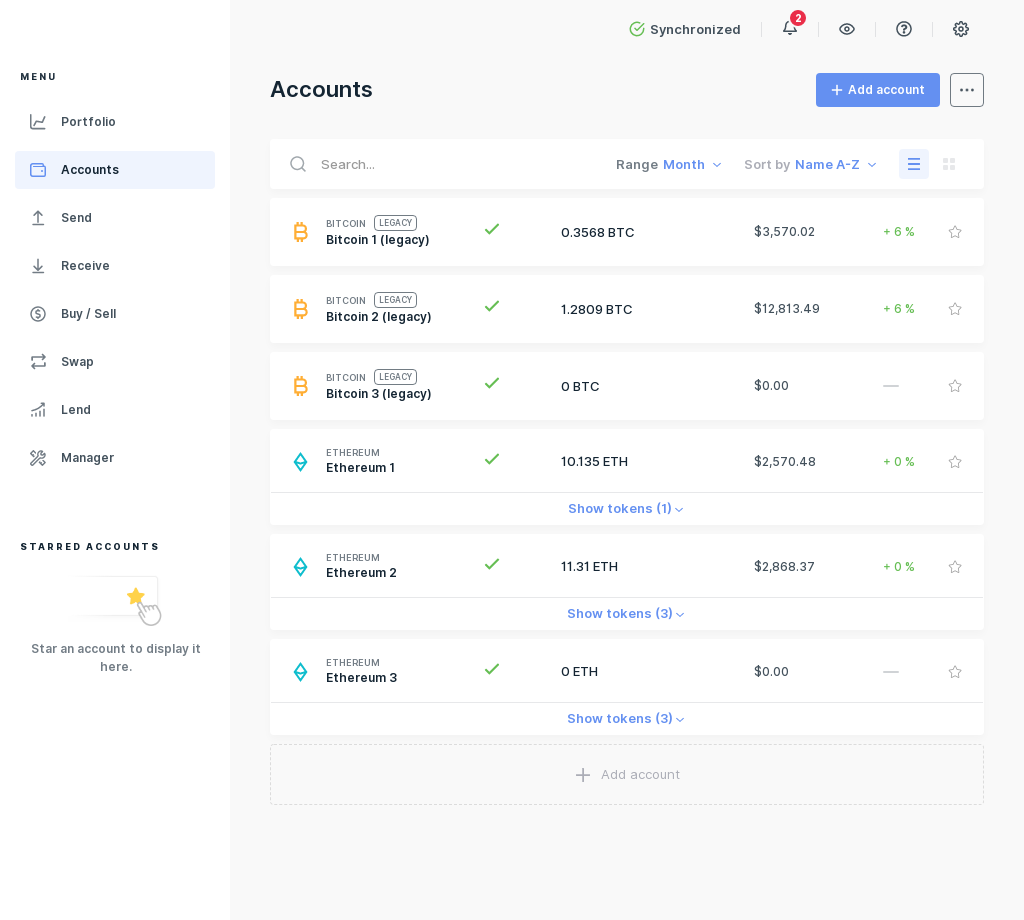 Synchronized
2
MENU
Portfolio
Accounts
Send
Receive
Buy / Sell
Swap
Lend
Manager
STARRED ACCOUNTS
Star an account to display it
here.
Accounts
Add account
Search...
Range Month
Sort by Name A-Z
BITCOIN LEGACY
Bitcoin 1 (legacy)
0.3568 BTC
$3,570.02
+ 6 %
BITCOIN LEGACY
Bitcoin 2 (legacy)
1.2809 BTC
$12,813.49
+ 6 %
BITCOIN LEGACY
Bitcoin 3 (legacy)
0 BTC
$0.00
—
ETHEREUM
Ethereum 1
10.135 ETH
$2,570.48
+ 0 %
Show tokens (1)
ETHEREUM
Ethereum 2
11.31 ETH
$2,868.37
+ 0 %
Show tokens (3)
ETHEREUM
Ethereum 3
0 ETH
$0.00
—
Show tokens (3)
Add account